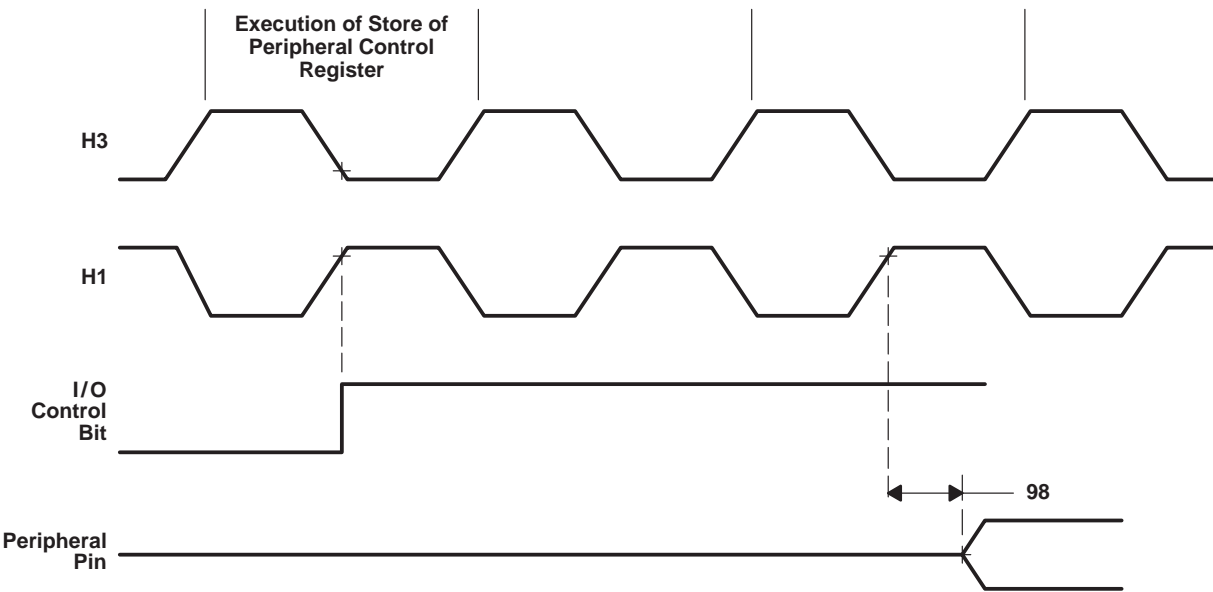 Execution of Store of
Peripheral Control
Register
H3
H1
I/O
Control
Bit
98
Peripheral
Pin